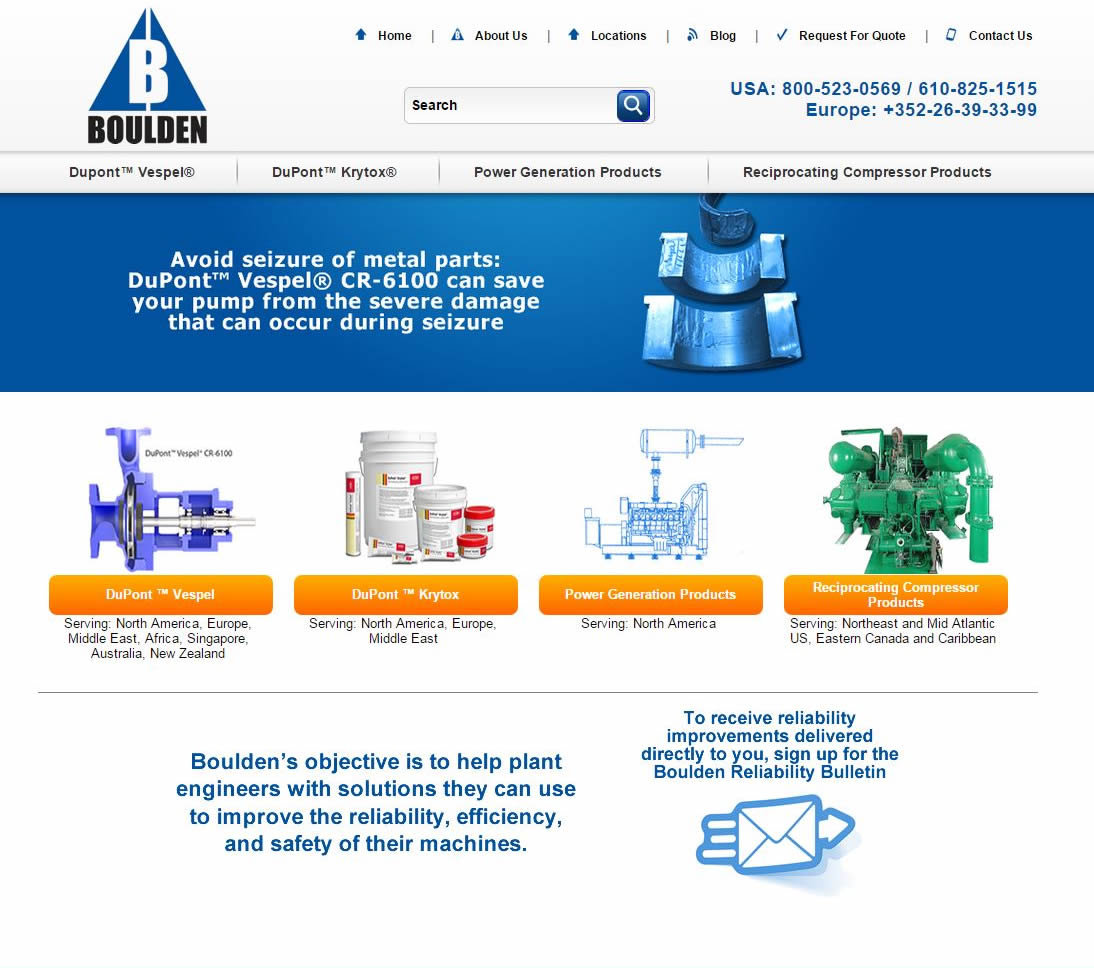 B
BOULDEN
Home | About Us | Locations | Blog | Request For Quote | Contact Us
Search
USA: 800-523-0569 / 610-825-1515
Europe: +352-26-39-33-99
Dupont™ Vespel®
DuPont™ Krytox®
Power Generation Products
Reciprocating Compressor Products
Avoid seizure of metal parts:
DuPont™ Vespel® CR-6100 can save
your pump from the severe damage
that can occur during seizure
DuPont™ Vespel® CR-6100
DuPont ™ Vespel
Serving: North America, Europe,
Middle East, Africa, Singapore,
Australia, New Zealand
DuPont ™ Krytox
Serving: North America, Europe,
Middle East
Power Generation Products
Serving: North America
Reciprocating Compressor
Products
Serving: Northeast and Mid Atlantic
US, Eastern Canada and Caribbean
Boulden’s objective is to help plant
engineers with solutions they can use
to improve the reliability, efficiency,
and safety of their machines.
To receive reliability
improvements delivered
directly to you, sign up for the
Boulden Reliability Bulletin